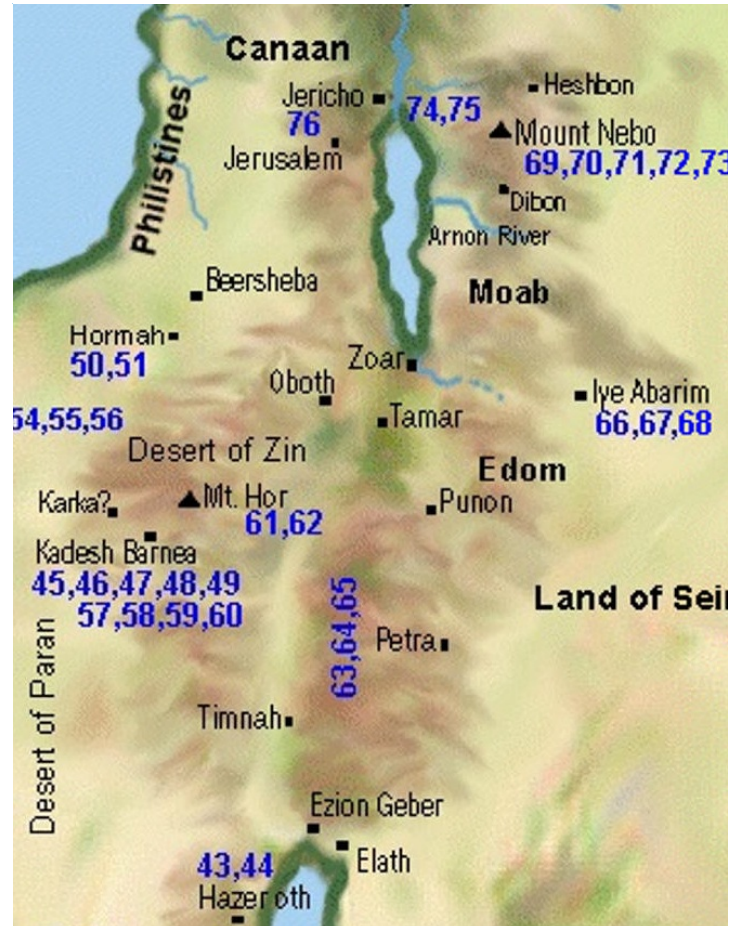 Canaan
Jericho
76
Jerusalem
Philistines
74,75
Heshbon
Mount Nebo
69,70,71,72,73
Dibon
Arnon River
Moab
Beersheba
Hormah
50,51
Zoar
Oboth
Tamar
Iye Abarim
66,67,68
54,55,56
Desert of Zin
Edom
Karka?
Mt. Hor
61,62
Punon
Kadesh Barnea
45,46,47,48,49
57,58,59,60
Land of Sei
63,64,65
Petra
Desert of Paran
Timnah
Ezion Geber
Elath
43,44
Hazeroth